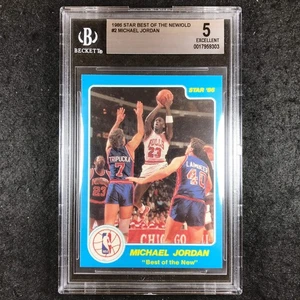 1986 STAR BEST OF THE NEW/OLD
#2 MICHAEL JORDAN
BECKETT
5
EXCELLENT
0017959303
STAR '86
BULLS
23
TRIPUCKA
7
LAIMBEER
40
CHICAGO
MICHAEL JORDAN
"Best of the New"